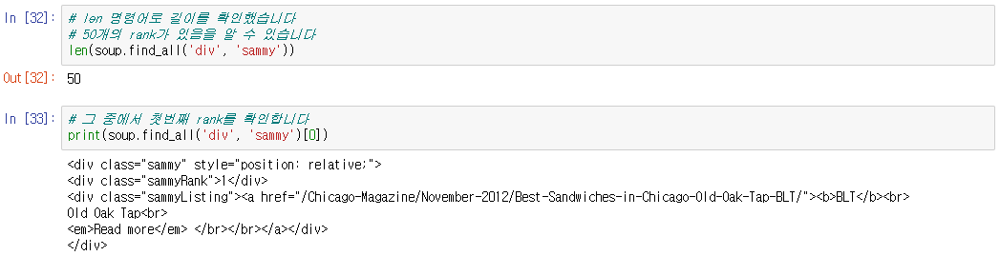 In [32]: # len 명령어로 길이를 확인했습니다
# 50개의 rank가 있음을 알 수 있습니다
len(soup.find_all('div', 'sammy'))
Out[32]: 50
In [33]: # 그 중에서 첫번째 rank를 확인합니다
print(soup.find_all('div', 'sammy')[0])
<div class="sammy" style="position: relative;">
<div class="sammyRank">1</div>
<div class="sammyListing"><a href="/Chicago-Magazine/November-2012/Best-Sandwiches-in-Chicago-Old-Oak-Tap-BLT/"><b>BLT</b><br>
Old Oak Tap<br>
<em>Read more</em> </br></br></a></div>
</div>